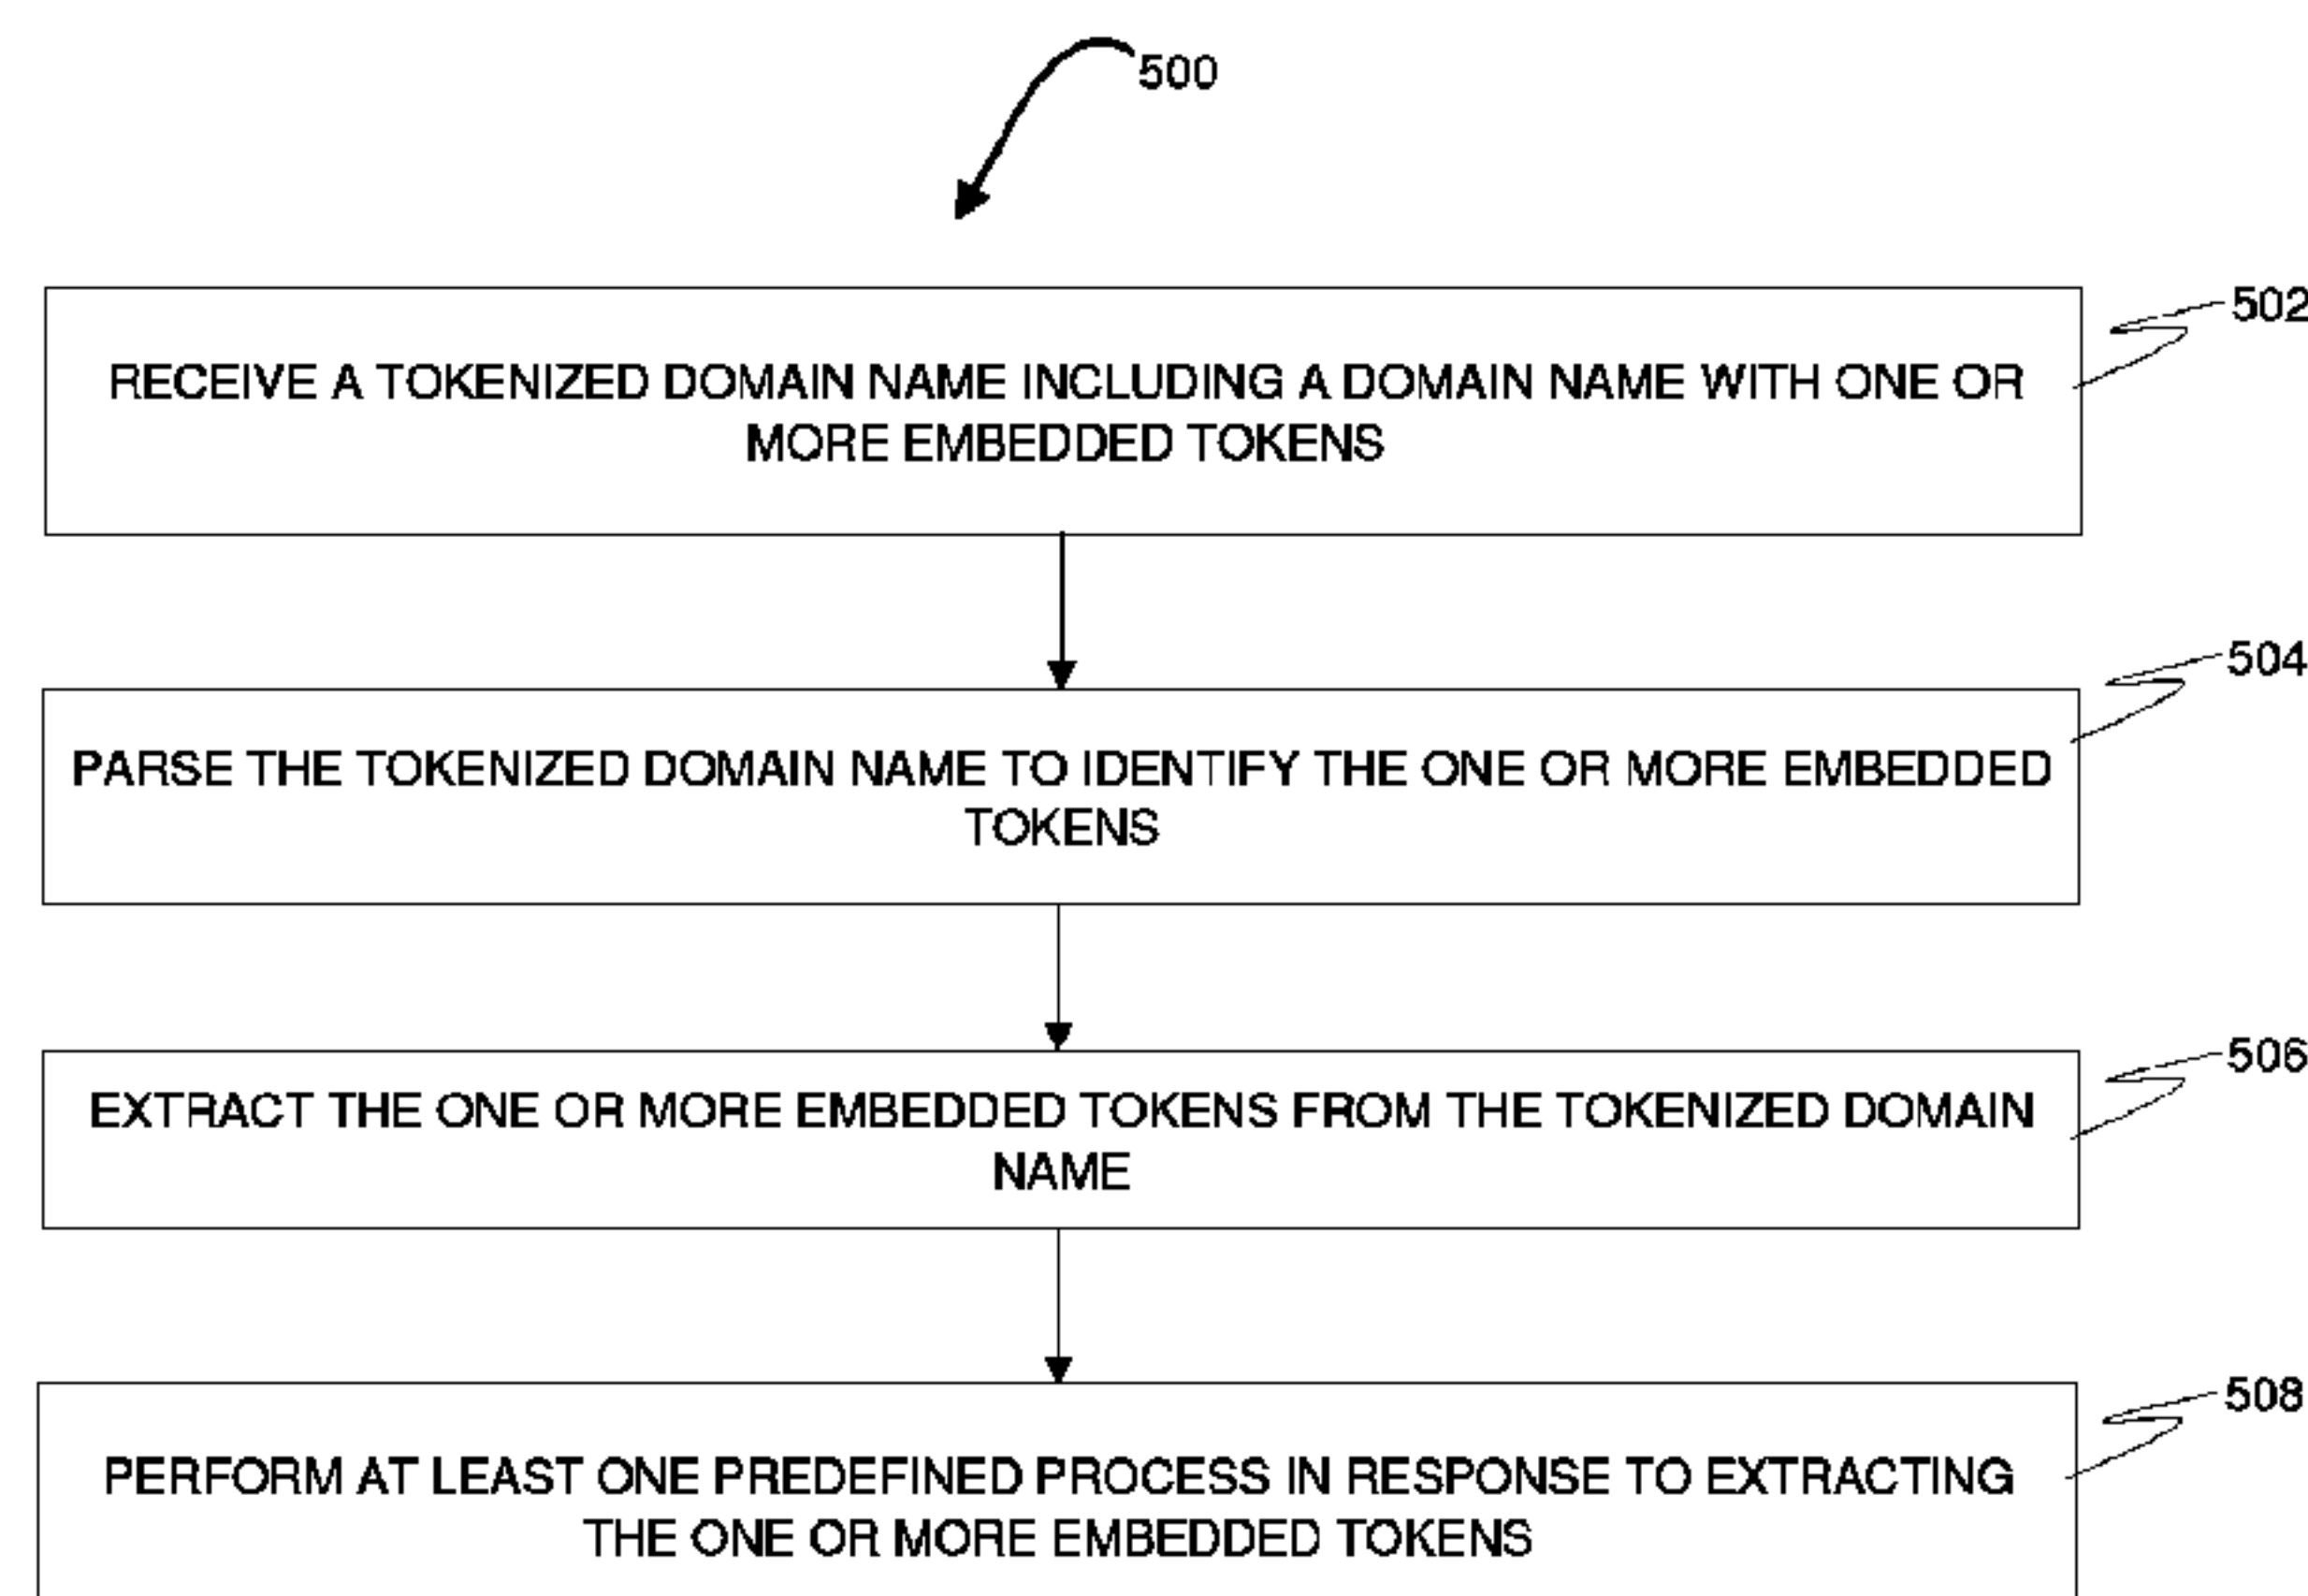 500
502
RECEIVE A TOKENIZED DOMAIN NAME INCLUDING A DOMAIN NAME WITH ONE OR
MORE EMBEDDED TOKENS
504
PARSE THE TOKENIZED DOMAIN NAME TO IDENTIFY THE ONE OR MORE EMBEDDED
TOKENS
506
EXTRACT THE ONE OR MORE EMBEDDED TOKENS FROM THE TOKENIZED DOMAIN
NAME
508
PERFORM AT LEAST ONE PREDEFINED PROCESS IN RESPONSE TO EXTRACTING
THE ONE OR MORE EMBEDDED TOKENS